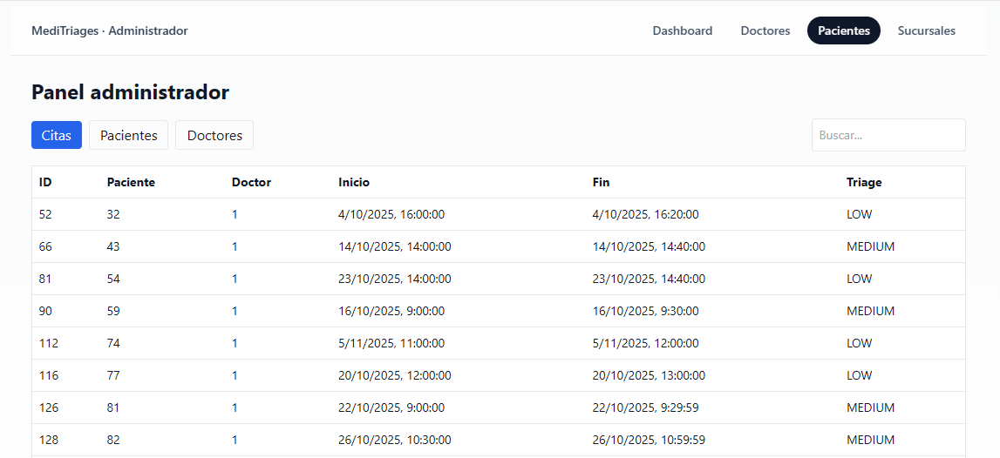 MediTriages · Administrador Dashboard Doctores Pacientes Sucursales
Panel administrador
Citas Pacientes Doctores Buscar...
ID Paciente Doctor Inicio Fin Triage
52 32 1 4/10/2025, 16:00:00 4/10/2025, 16:20:00 LOW
66 43 1 14/10/2025, 14:00:00 14/10/2025, 14:40:00 MEDIUM
81 54 1 23/10/2025, 14:00:00 23/10/2025, 14:40:00 LOW
90 59 1 16/10/2025, 9:00:00 16/10/2025, 9:30:00 MEDIUM
112 74 1 5/11/2025, 11:00:00 5/11/2025, 12:00:00 LOW
116 77 1 20/10/2025, 12:00:00 20/10/2025, 13:00:00 LOW
126 81 1 22/10/2025, 9:00:00 22/10/2025, 9:29:59 MEDIUM
128 82 1 26/10/2025, 10:30:00 26/10/2025, 10:59:59 MEDIUM